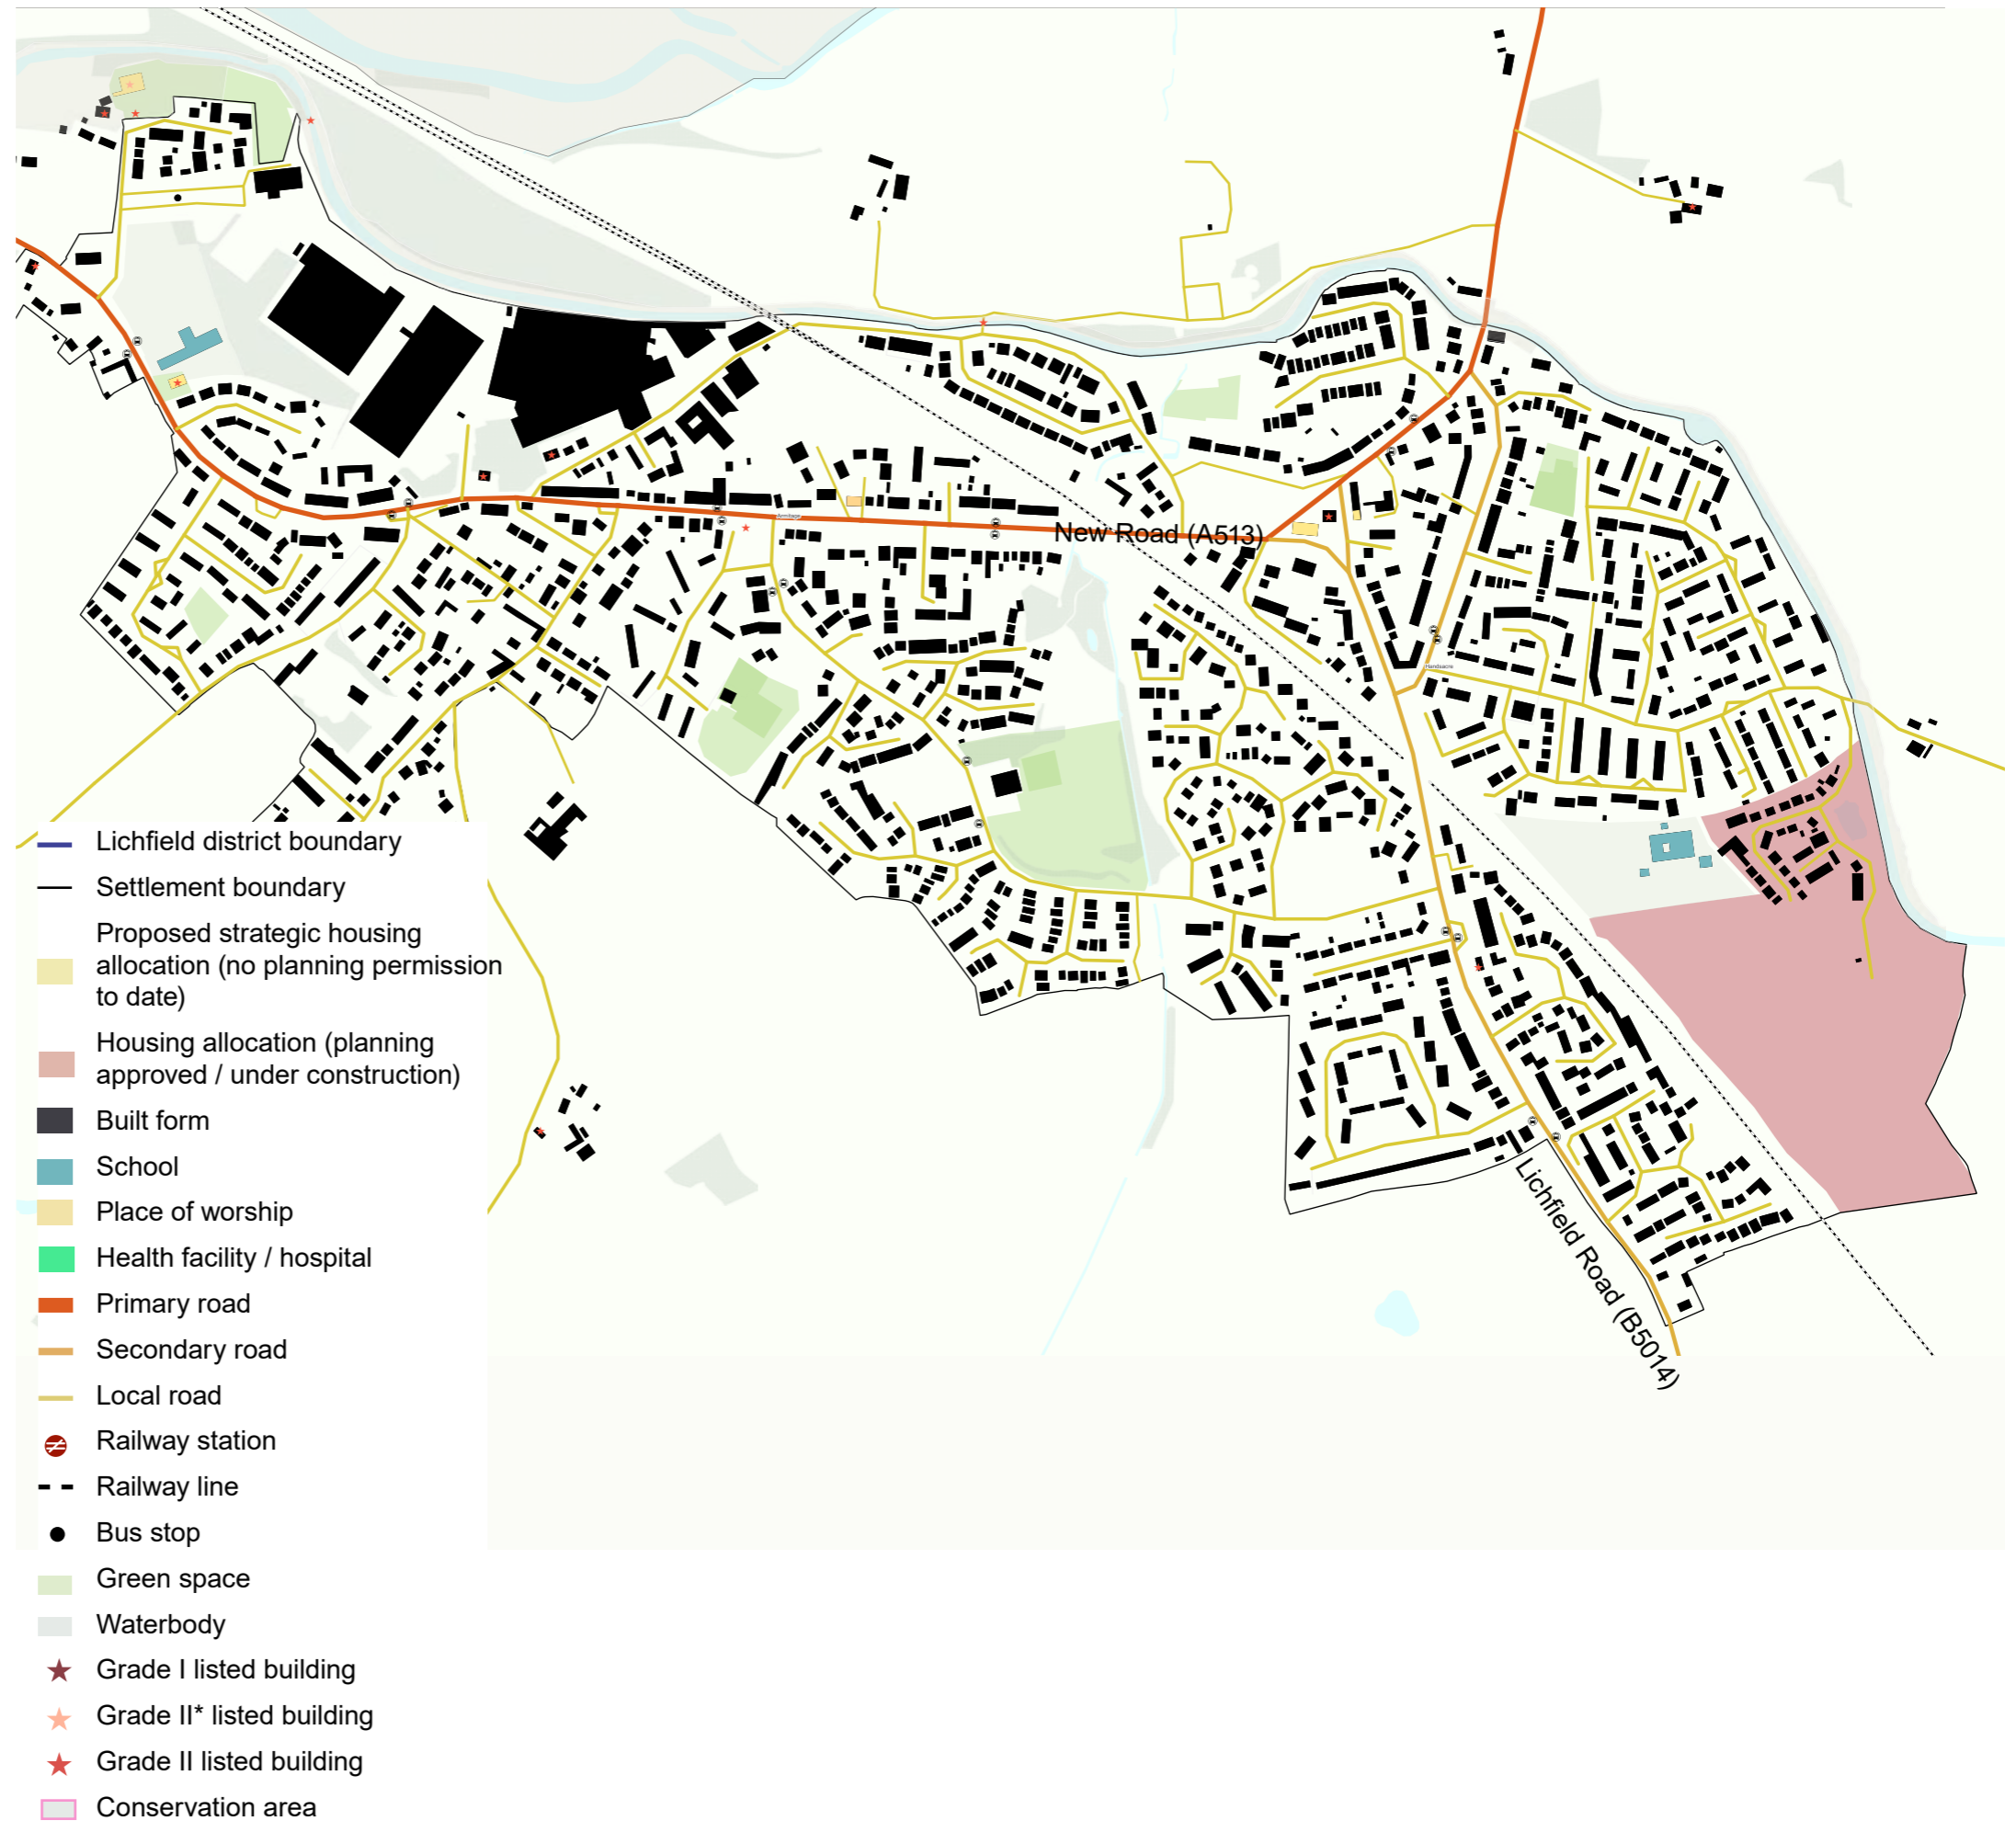 Armitage
New Road (A513)
Handsacre
Lichfield Road (B5014)
Lichfield district boundary
Settlement boundary
Proposed strategic housing
allocation (no planning permission
to date)
Housing allocation (planning
approved / under construction)
Built form
School
Place of worship
Health facility / hospital
Primary road
Secondary road
Local road
Railway station
Railway line
Bus stop
Green space
Waterbody
Grade I listed building
Grade II* listed building
Grade II listed building
Conservation area